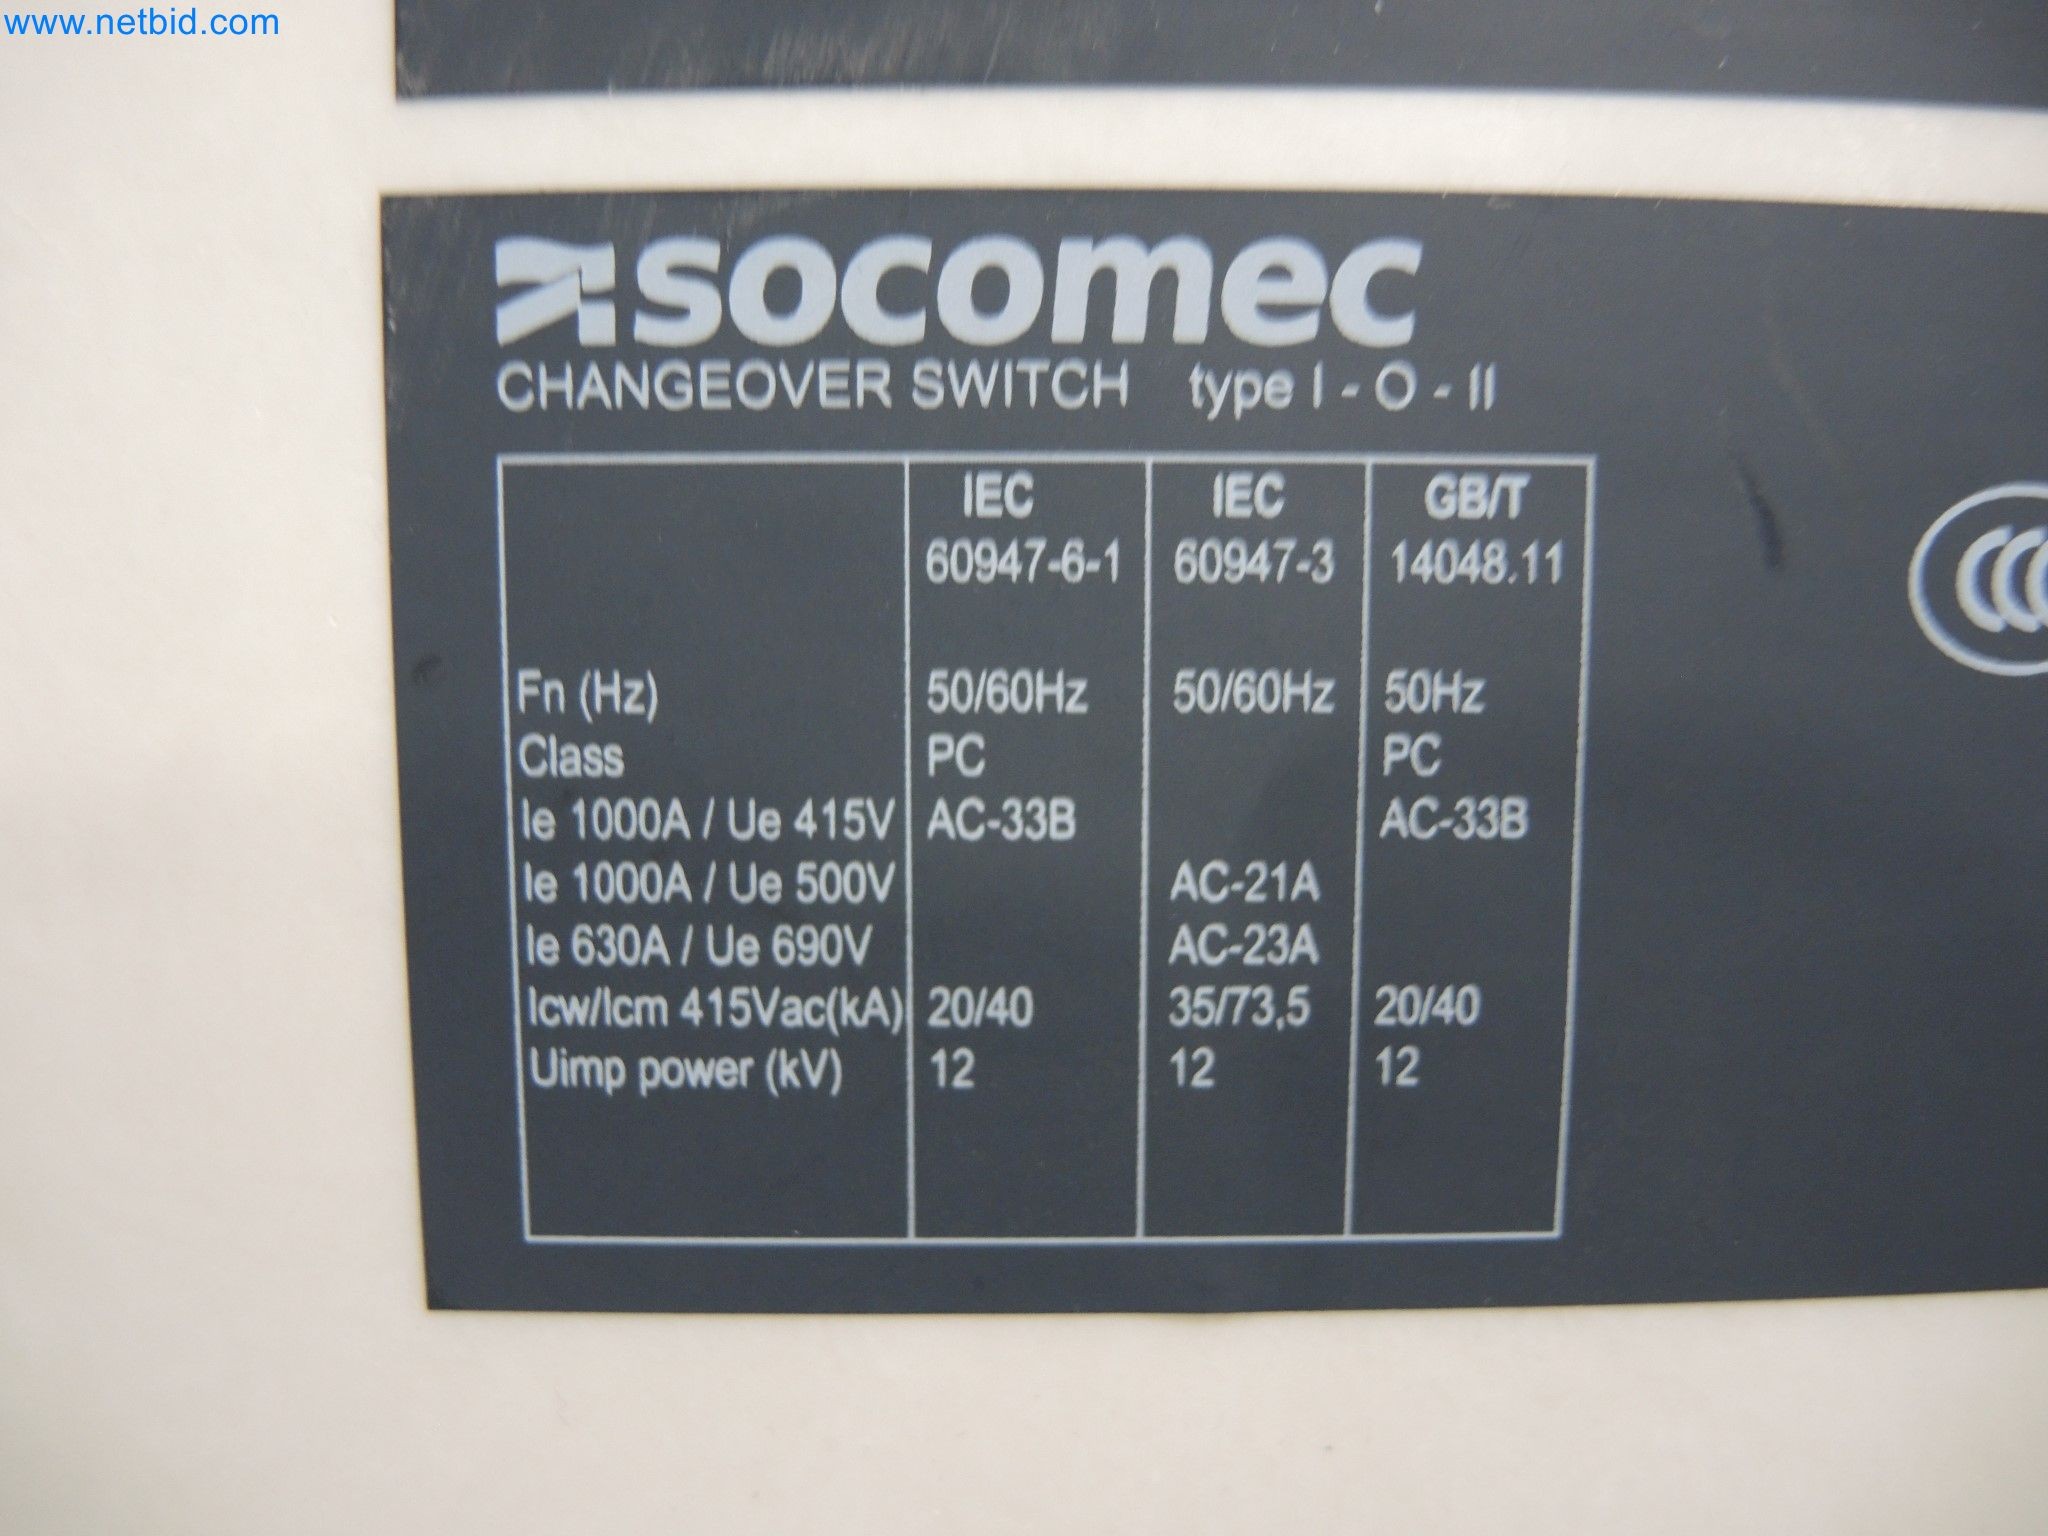 www.netbid.com
socomec
CHANGEOVER SWITCH type I - O - II
IEC IEC GB/T
60947-6-1 60947-3 14048.11
Fn (Hz) 50/60Hz 50/60Hz 50Hz
Class PC PC
Ie 1000A / Ue 415V AC-33B AC-33B
Ie 1000A / Ue 500V AC-21A
Ie 630A / Ue 690V AC-23A
Icw/Icm 415Vac(kA) 20/40 35/73,5 20/40
Uimp power (kV) 12 12 12